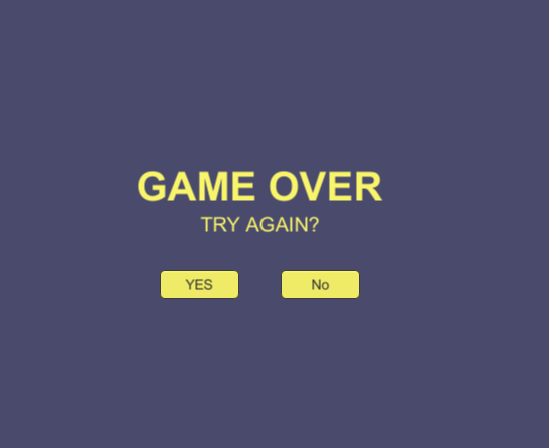 GAME OVER
TRY AGAIN?
YES No